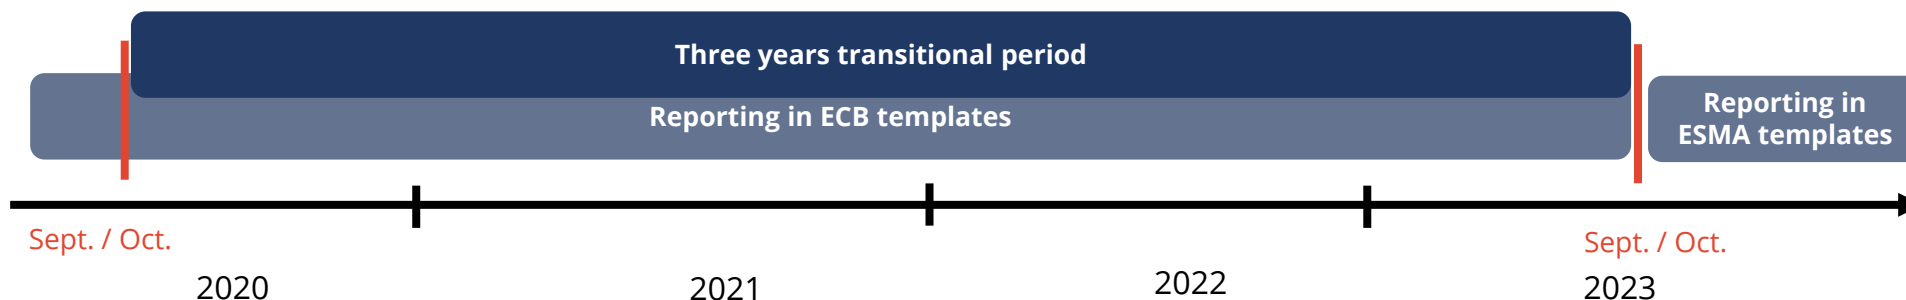 Three years transitional period
Reporting in ECB templates
Reporting in
ESMA templates
Sept. / Oct.
Sept. / Oct.
2020
2021
2022
2023